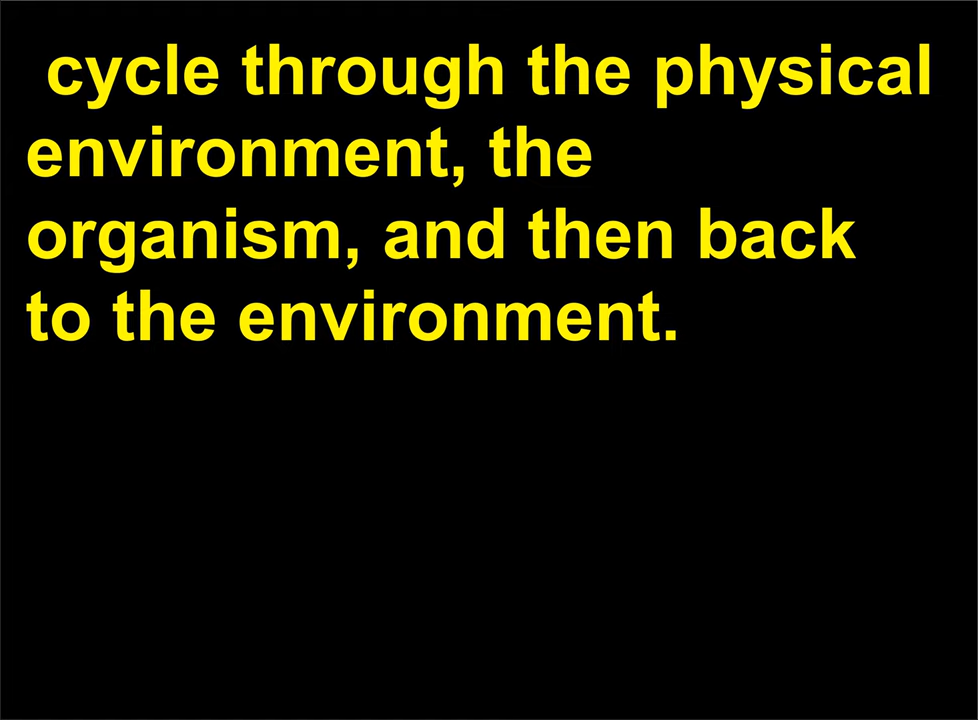 cycle through the physical
environment, the
organism, and then back
to the environment.